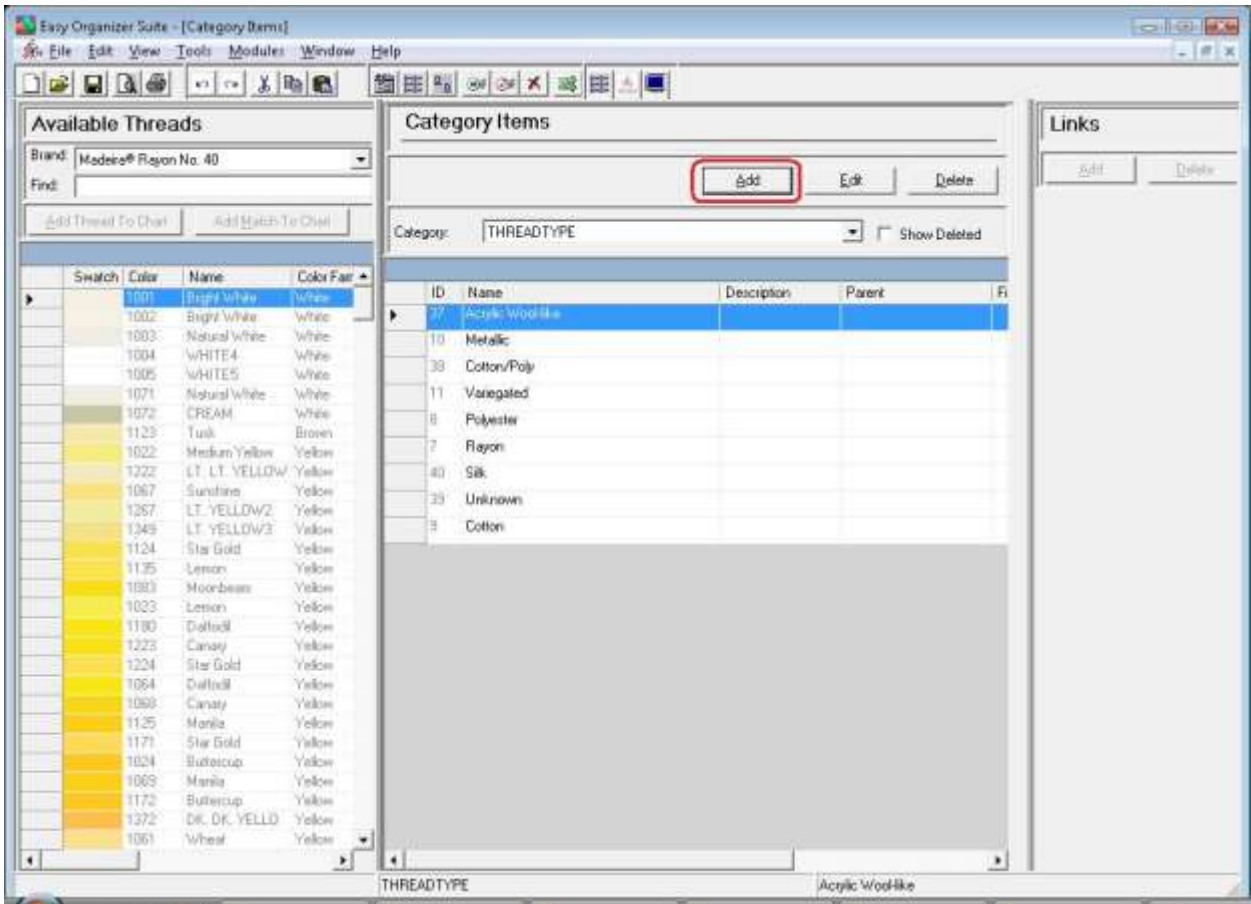 Easy Organizer Suite - [Category Items]
File Edit View Tools Modules Window Help
Available Threads
Brand: Madeira® Rayon No. 40
Find:
Add Thread To Chart Add Match To Chart
Swatch Color Name Color Fam
1001 Bright White White
1002 Bright White White
1003 Natural White White
1004 WHITE4 White
1005 WHITE5 White
1071 Natural White White
1072 CREAM White
1123 Tusk Brown
1022 Medium Yellow Yellow
1222 LT. LT. YELLOW Yellow
1067 Sunshine Yellow
1267 LT. YELLOW2 Yellow
1349 LT. YELLOW3 Yellow
1124 Star Gold Yellow
1135 Lemon Yellow
1083 Moonbeam Yellow
1023 Lemon Yellow
1180 Daffodil Yellow
1223 Canary Yellow
1224 Star Gold Yellow
1064 Daffodil Yellow
1068 Canary Yellow
1125 Manila Yellow
1171 Star Gold Yellow
1024 Buttercup Yellow
1069 Manila Yellow
1172 Buttercup Yellow
1372 DK. DK. YELLO Yellow
1061 Wheat Yellow
Category Items
Add Edit Delete
Category: THREADTYPE Show Deleted
ID Name Description Parent Fi
37 Acrylic Wool-like
10 Metallic
38 Cotton/Poly
11 Variegated
8 Polyester
7 Rayon
40 Silk
39 Unknown
9 Cotton
Links
Add Delete
THREADTYPE Acrylic Wool-like